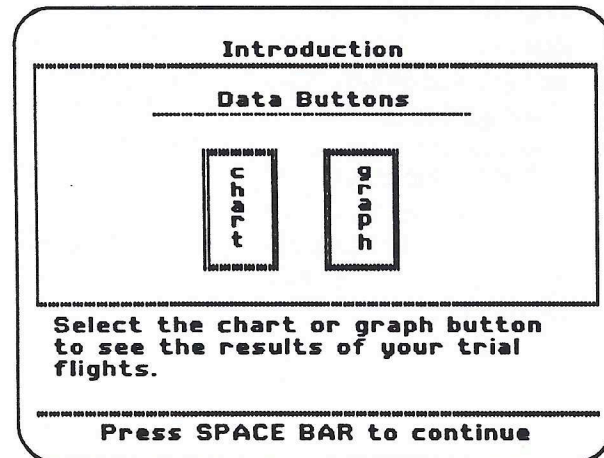 Introduction
Data Buttons
chart
graph
Select the chart or graph button
to see the results of your trial
flights.
Press SPACE BAR to continue